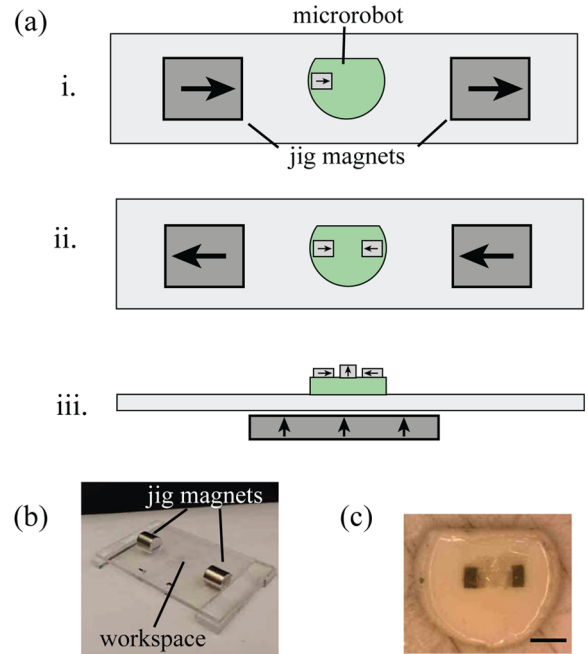 (a)
microrobot
i.
jig magnets
ii.
iii.
(b)
jig magnets
workspace
(c)